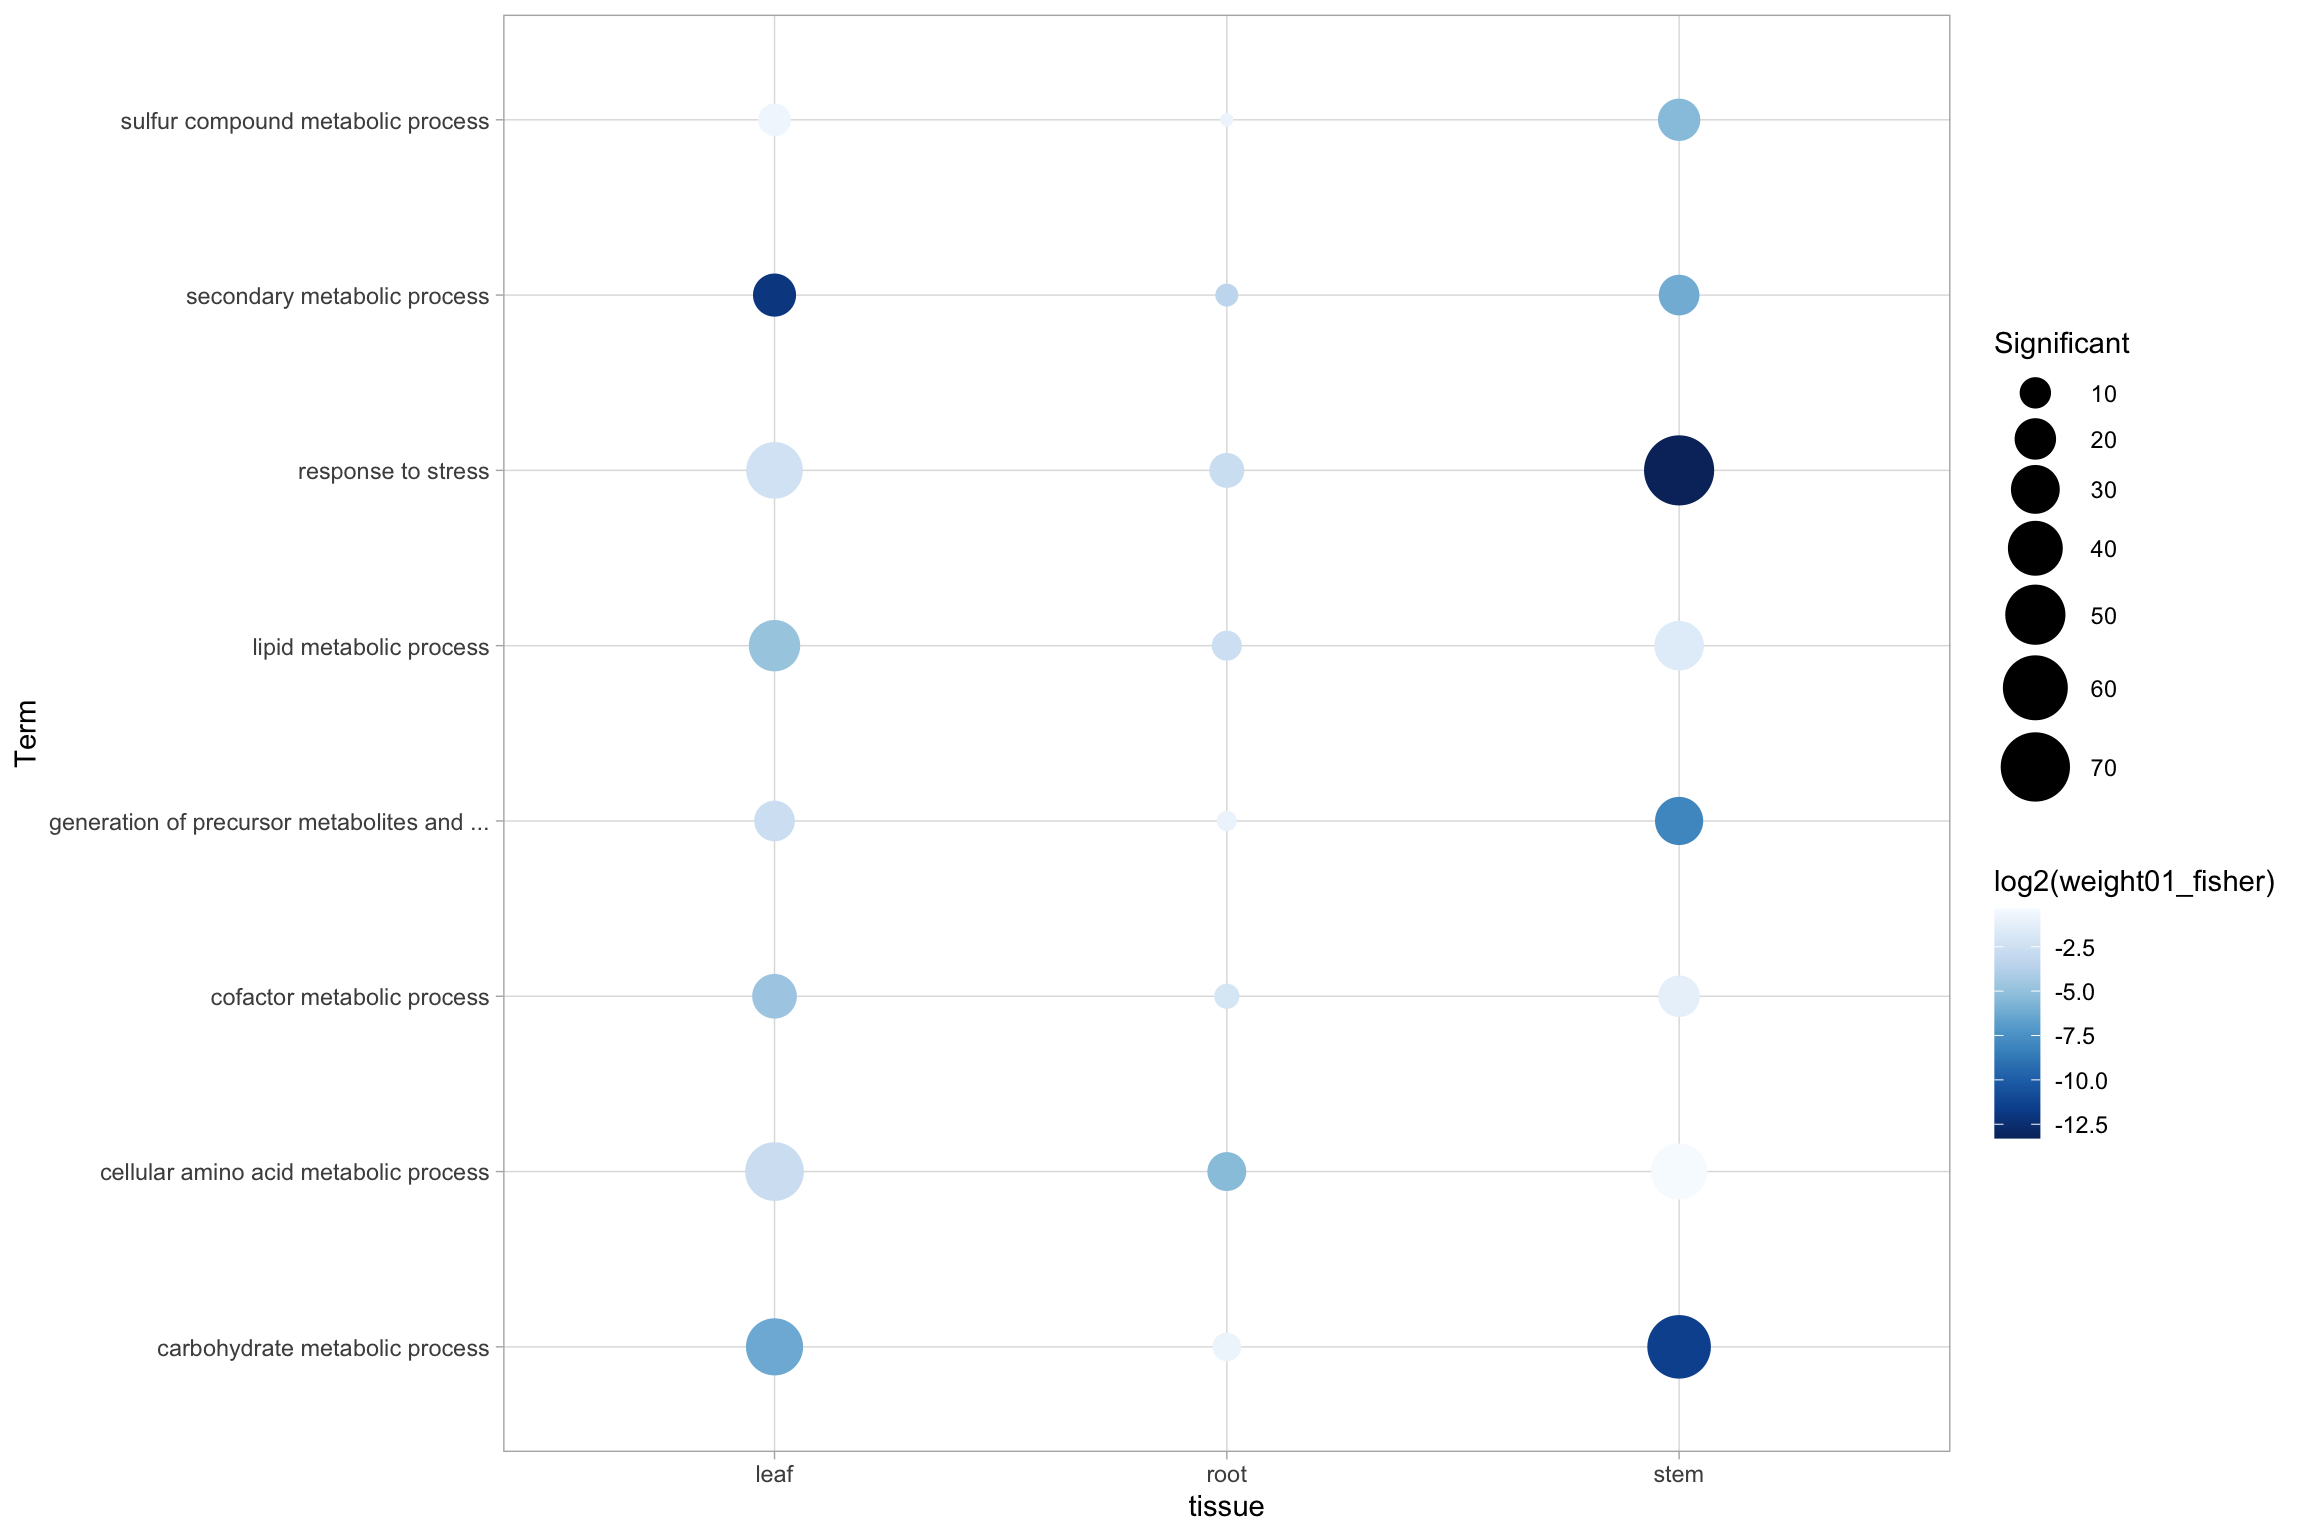 sulfur compound metabolic process
secondary metabolic process
response to stress
lipid metabolic process
generation of precursor metabolites and ...
cofactor metabolic process
cellular amino acid metabolic process
carbohydrate metabolic process
Term
leaf root stem
tissue
Significant
10
20
30
40
50
60
70
log2(weight01_fisher)
-2.5
-5.0
-7.5
-10.0
-12.5